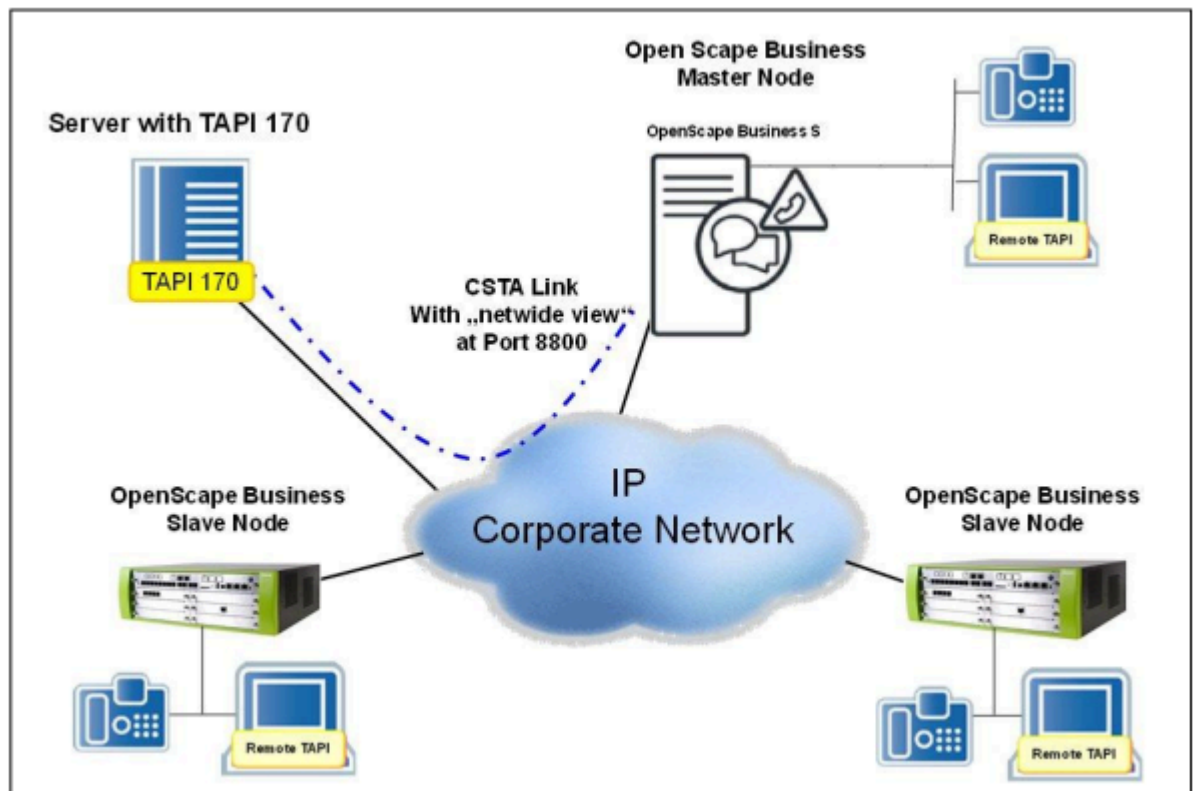 Open Scape Business
Master Node
Server with TAPI 170
OpenScape Business S
TAPI 170
Remote TAPI
CSTA Link
With „netwide view“
at Port 8800
IP
Corporate Network
OpenScape Business
Slave Node
OpenScape Business
Slave Node
Remote TAPI
Remote TAPI